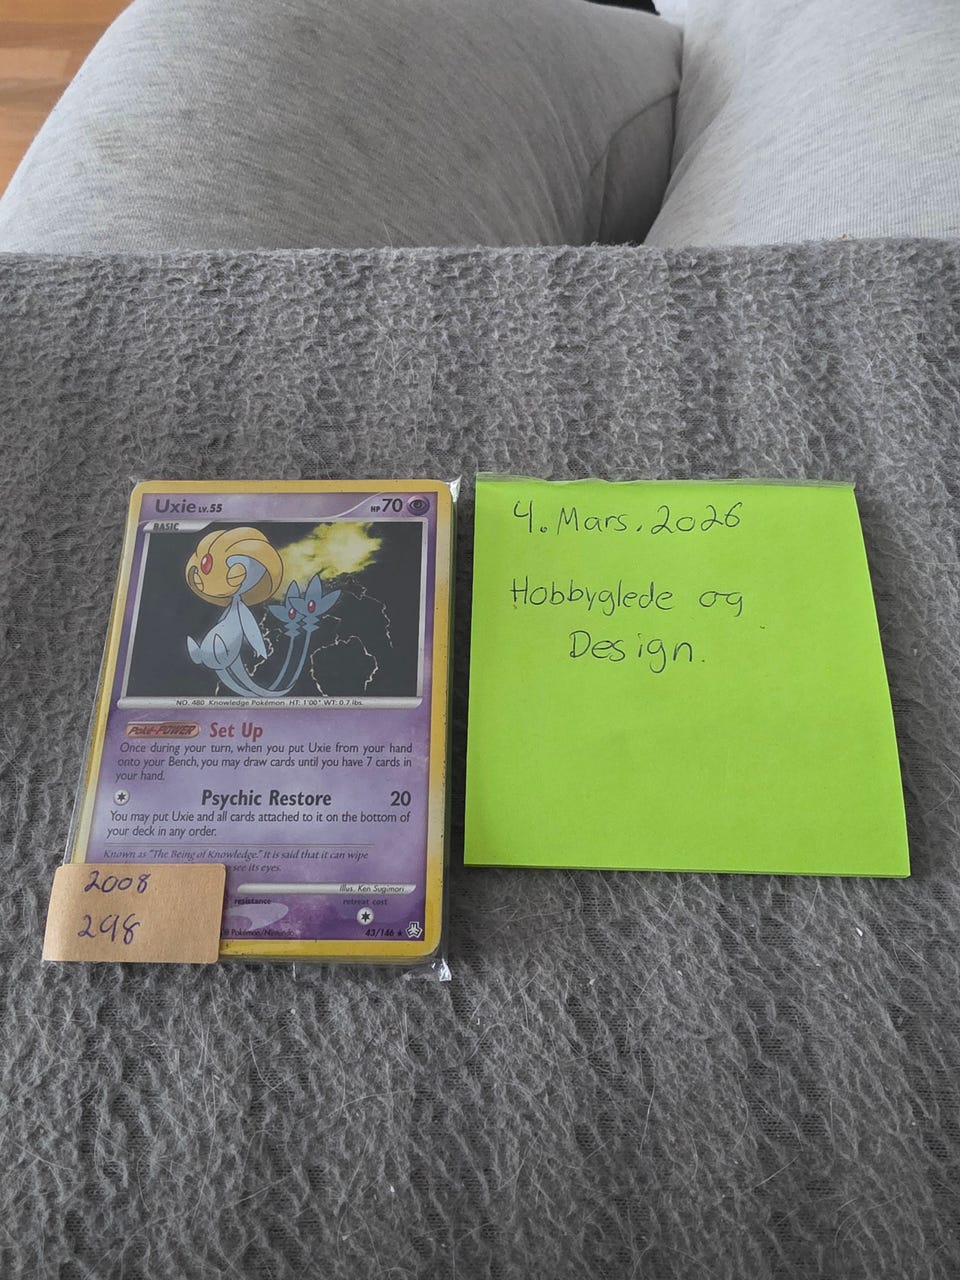 Uxie LV.55 HP 70
BASIC
NO. 480 Knowledge Pokémon HT: 1'00" WT: 0.7 lbs.
Poké-POWER Set Up
Once during your turn, when you put Uxie from your hand
onto your Bench, you may draw cards until you have 7 cards in
your hand.
Psychic Restore 20
You may put Uxie and all cards attached to it on the bottom of
your deck in any order.
Known as "The Being of Knowledge." It is said that it can wipe
see its eyes.
Illus. Ken Sugimori
resistance retreat cost
® Pokémon/Nintendo 43/146
2008
298
4. Mars. 2026
Hobbyglede og
Design.